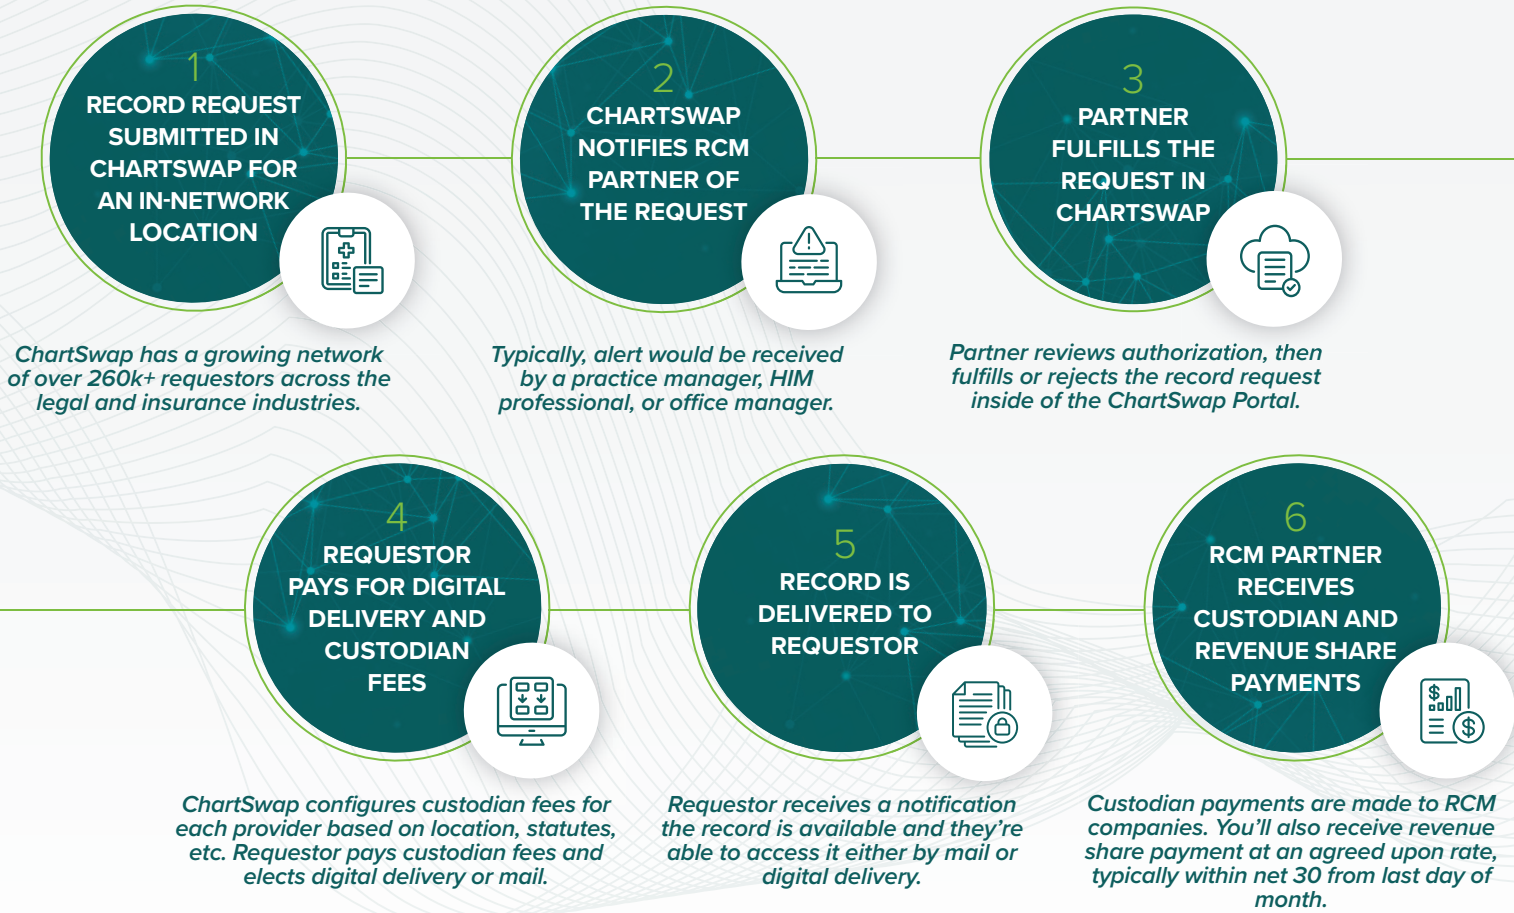 1
RECORD REQUEST
SUBMITTED IN
CHARTSWAP FOR
AN IN-NETWORK
LOCATION
ChartSwap has a growing network
of over 260k+ requestors across the
legal and insurance industries.
2
CHARTSWAP
NOTIFIES RCM
PARTNER OF
THE REQUEST
Typically, alert would be received
by a practice manager, HIM
professional, or office manager.
3
PARTNER
FULFILLS THE
REQUEST IN
CHARTSWAP
Partner reviews authorization, then
fulfills or rejects the record request
inside of the ChartSwap Portal.
4
REQUESTOR
PAYS FOR DIGITAL
DELIVERY AND
CUSTODIAN
FEES
ChartSwap configures custodian fees for
each provider based on location, statutes,
etc. Requestor pays custodian fees and
elects digital delivery or mail.
5
RECORD IS
DELIVERED TO
REQUESTOR
Requestor receives a notification
the record is available and they’re
able to access it either by mail or
digital delivery.
6
RCM PARTNER
RECEIVES
CUSTODIAN AND
REVENUE SHARE
PAYMENTS
$
$
Custodian payments are made to RCM
companies. You’ll also receive revenue
share payment at an agreed upon rate,
typically within net 30 from last day of
month.